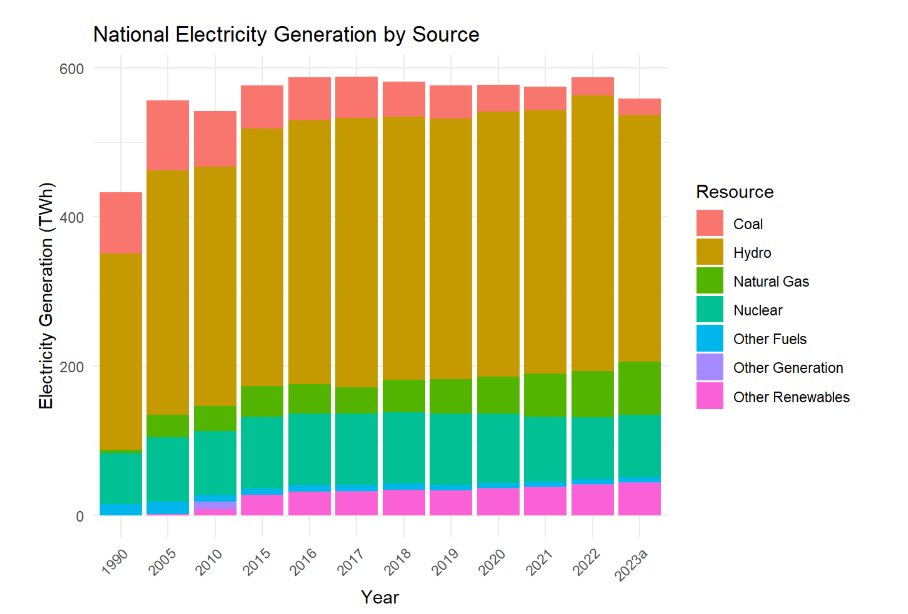 National Electricity Generation by Source
Electricity Generation (TWh)
600
400
200
0
1990
2005
2010
2015
2016
2017
2018
2019
2020
2021
2022
2023a
Year
Resource
Coal
Hydro
Natural Gas
Nuclear
Other Fuels
Other Generation
Other Renewables